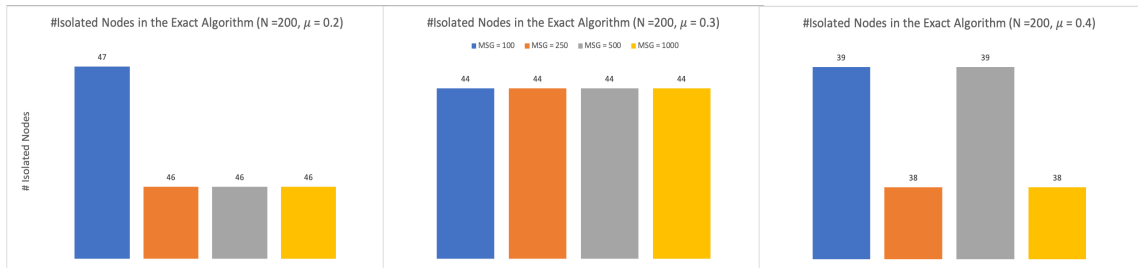 #Isolated Nodes in the Exact Algorithm (N =200, μ = 0.2)
47
46
46
46
# Isolated Nodes
#Isolated Nodes in the Exact Algorithm (N =200, μ = 0.3)
MSG = 100 MSG = 250 MSG = 500 MSG = 1000
44
44
44
44
#Isolated Nodes in the Exact Algorithm (N =200, μ = 0.4)
39
38
39
38